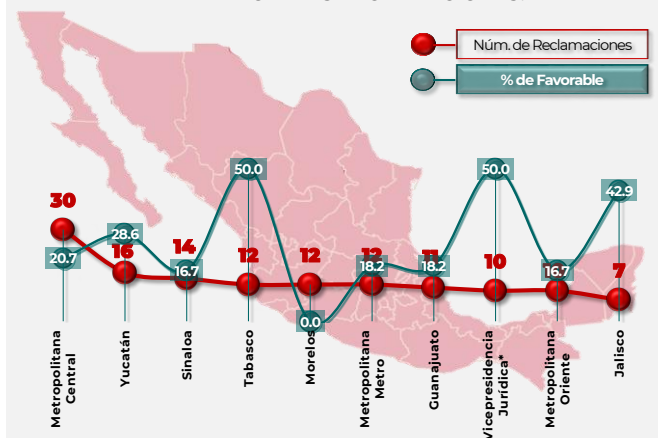 Núm. de Reclamaciones
% de Favorable
50.0
50.0
42.9
30
28.6
20.7
16
14
16.7
12
12
12
18.2
11
18.2
10
16.7
7
0.0
Metropolitana
Central
Yucatán
Sinaloa
Tabasco
Morelos
Metropolitana
Metro
Guanajuato
Vicepresidencia
Jurídica*
Metropolitana
Oriente
Jalisco